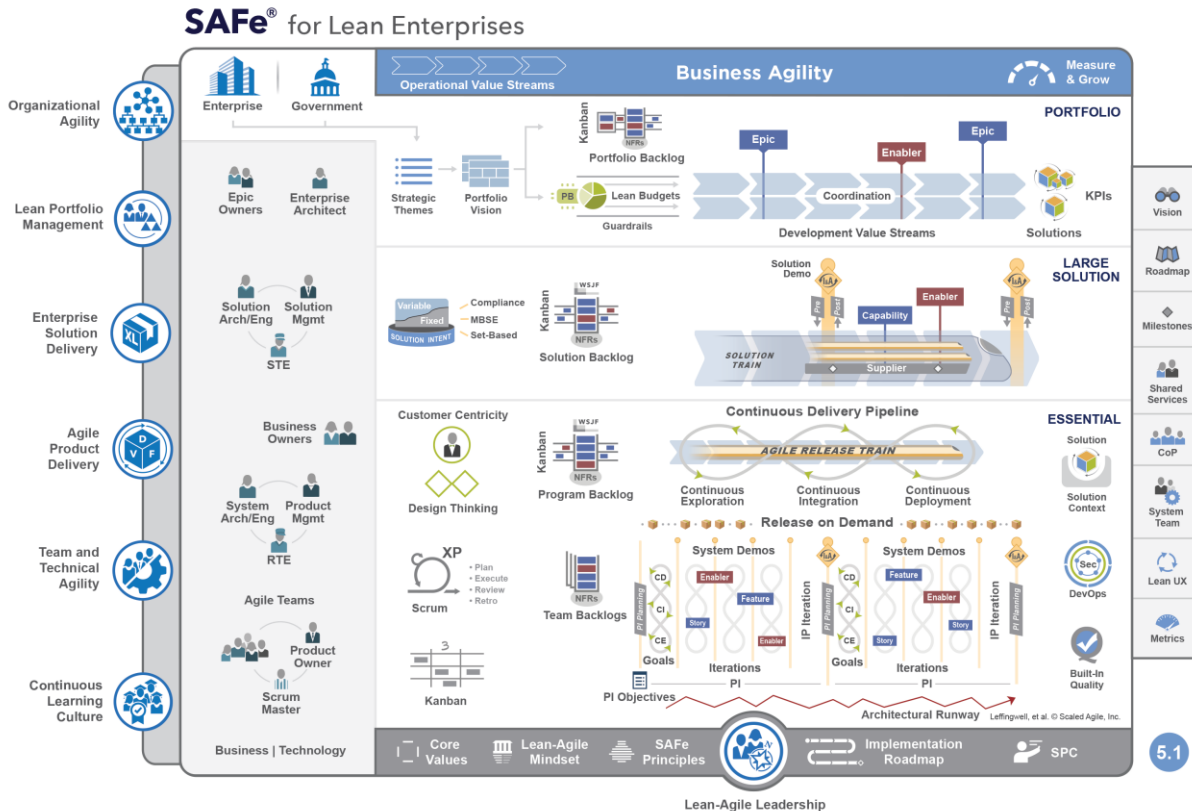 SAFe® for Lean Enterprises
Organizational
Agility
Lean Portfolio
Management
Enterprise
Solution
Delivery
Agile
Product
Delivery
D
V F
Team and
Technical
Agility
Continuous
Learning
Culture
XL
Enterprise
Government
Operational Value Streams
Business Agility
Measure
& Grow
Epic
Owners
Enterprise
Architect
Strategic
Themes
Portfolio
Vision
Kanban
NFRs
Portfolio Backlog
PB
Lean Budgets
Guardrails
Epic
Enabler
Epic
Coordination
Development Value Streams
PORTFOLIO
KPIs
Solutions
Solution
Arch/Eng
Solution
Mgmt
STE
Variable
Fixed
SOLUTION INTENT
Compliance
MBSE
Set-Based
WSJF
Kanban
NFRs
Solution Backlog
Solution
Demo
I&A
Pre
Post
Capability
Enabler
I&A
Pre
Post
SOLUTION
TRAIN
Supplier
LARGE
SOLUTION
Business
Owners
System
Arch/Eng
Product
Mgmt
RTE
Customer Centricity
Design Thinking
WSJF
Kanban
NFRs
Program Backlog
Continuous Delivery Pipeline
AGILE RELEASE TRAIN
Continuous
Exploration
Continuous
Integration
Continuous
Deployment
ESSENTIAL
Solution
Solution
Context
Release on Demand
Agile Teams
Product
Owner
Scrum
Master
Business | Technology
XP
• Plan
• Execute
• Review
• Retro
Scrum
3
Kanban
NFRs
Team Backlogs
PI Planning
CD
CI
CE
Goals
System Demos
Enabler
Feature
Story
Enabler
Iterations
IP Iteration
I&A
PI Planning
CD
CI
CE
Goals
System Demos
Feature
Enabler
Story
Story
Iterations
IP Iteration
I&A
PI Planning
PI
PI
PI Objectives
Architectural Runway
Sec
DevOps
Built-In
Quality
Leffingwell, et al. © Scaled Agile, Inc.
Vision
Roadmap
Milestones
Shared
Services
CoP
System
Team
Lean UX
Metrics
Core
Values
Lean-Agile
Mindset
SAFe
Principles
N
Implementation
Roadmap
SPC
5.1
Lean-Agile Leadership